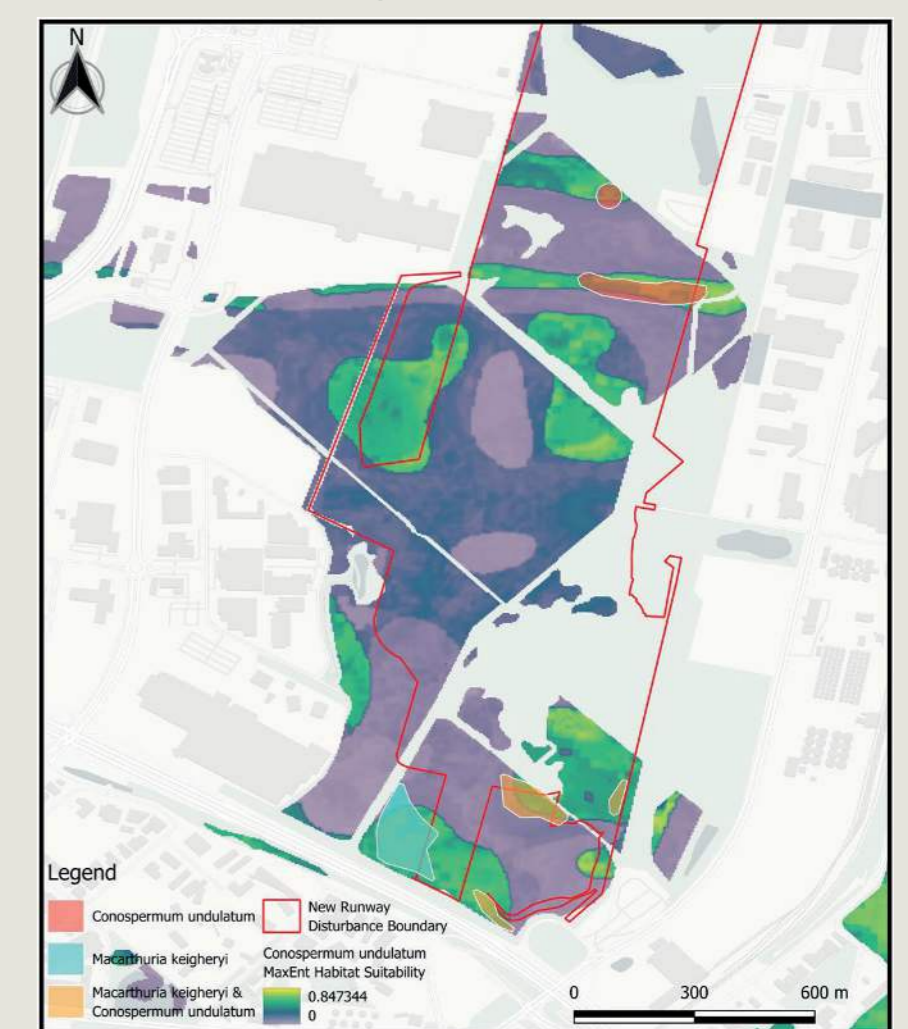 N
Legend
Conospermum undulatum
Macarthuria keigheryi
Macarthuria keigheryi &
Conospermum undulatum
New Runway
Disturbance Boundary
Conospermum undulatum
MaxEnt Habitat Suitability
0.847344
0
0 300 600 m